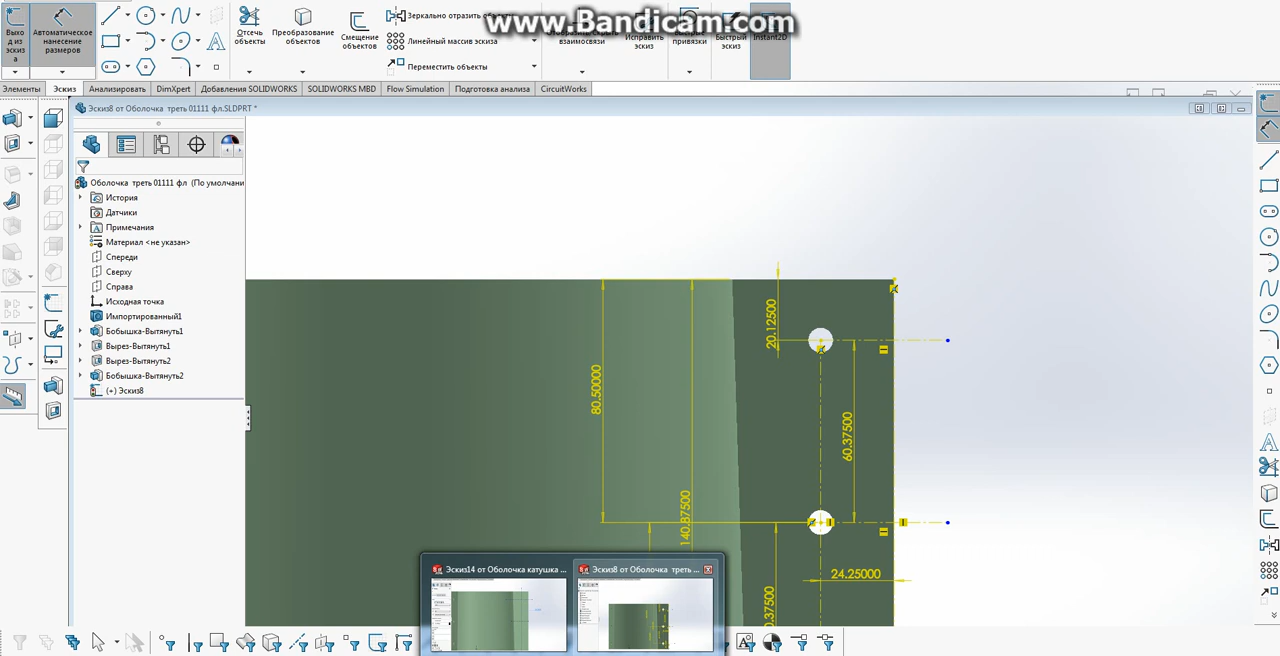 www.Bandicam.com
Выход из эскиза
Автоматическое нанесение размеров
Отсечь объекты
Преобразование объектов
Смещение объектов
Зеркально отразить
Линейный массив эскиза
Переместить объекты
Исправить эскиз
привязки
Быстрый эскиз
Instant2D
Элементы
Эскиз
Анализировать
DimXpert
Добавления SOLIDWORKS
SOLIDWORKS MBD
Flow Simulation
Подготовка анализа
CircuitWorks
Эскиз8 от Оболочка треть 01111 фл.SLDPRT *
Оболочка треть 01111 фл (По умолчани
История
Датчики
Примечания
Материал <не указан>
Спереди
Сверху
Справа
Исходная точка
Импортированный1
Бобышка-Вытянуть1
Вырез-Вытянуть1
Вырез-Вытянуть2
Бобышка-Вытянуть2
(+) Эскиз8
20.12500
80.50000
60.37500
140.87500
24.25000
0.37500
Эскиз14 от Оболочка катушка ...
Эскиз8 от Оболочка треть ...